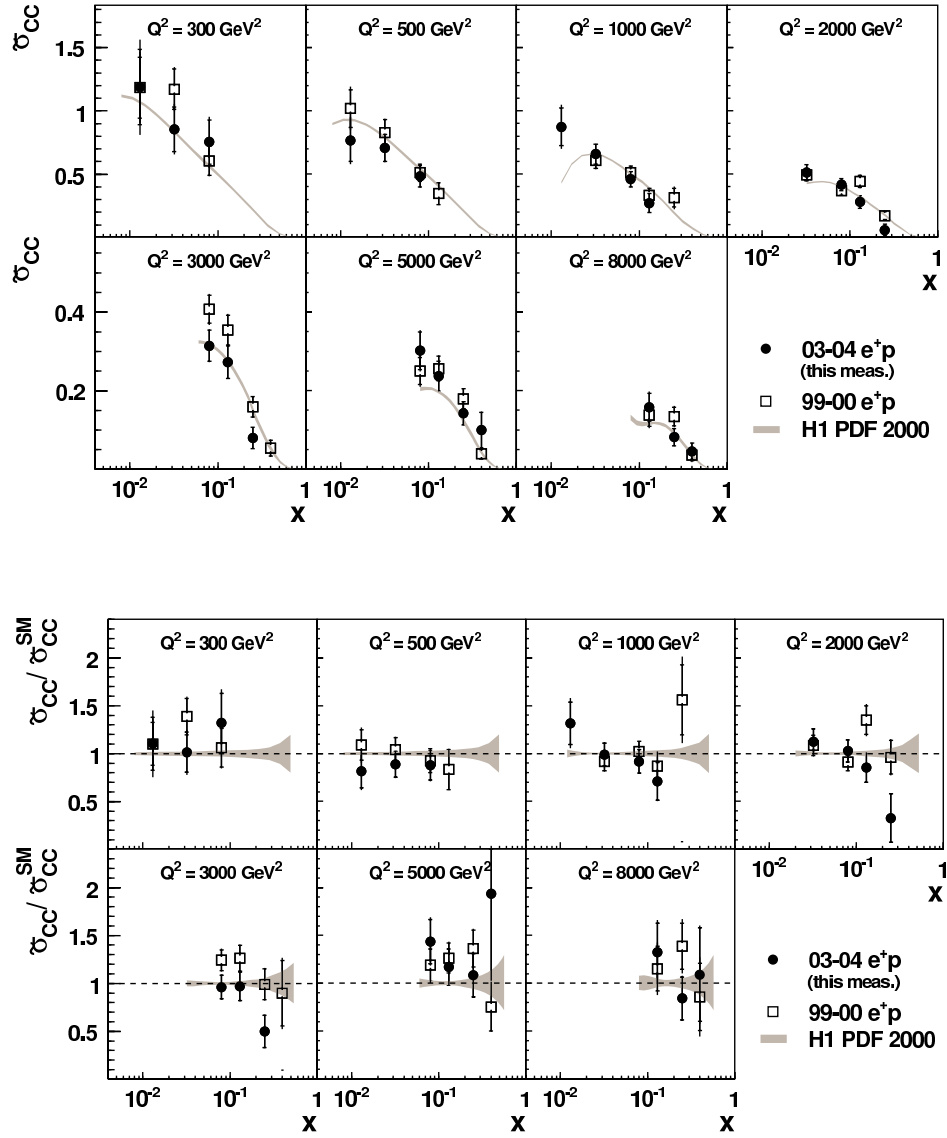 σ̃CC
Q² = 300 GeV²
Q² = 500 GeV²
Q² = 1000 GeV²
Q² = 2000 GeV²
1.5
1
0.5
10⁻² 10⁻¹ 1
x
σ̃CC
Q² = 3000 GeV²
Q² = 5000 GeV²
Q² = 8000 GeV²
0.4
0.2
03-04 e⁺p
(this meas.)
99-00 e⁺p
H1 PDF 2000
10⁻² 10⁻¹ 1
10⁻² 10⁻¹ 1
10⁻² 10⁻¹ 1
x
x
x
σ̃CC/ σ̃CC SM
Q² = 300 GeV²
Q² = 500 GeV²
Q² = 1000 GeV²
Q² = 2000 GeV²
2
1.5
1
0.5
10⁻² 10⁻¹ 1
x
σ̃CC/ σ̃CC SM
Q² = 3000 GeV²
Q² = 5000 GeV²
Q² = 8000 GeV²
2
1.5
1
0.5
03-04 e⁺p
(this meas.)
99-00 e⁺p
H1 PDF 2000
10⁻² 10⁻¹ 1
10⁻² 10⁻¹ 1
10⁻² 10⁻¹ 1
x
x
x